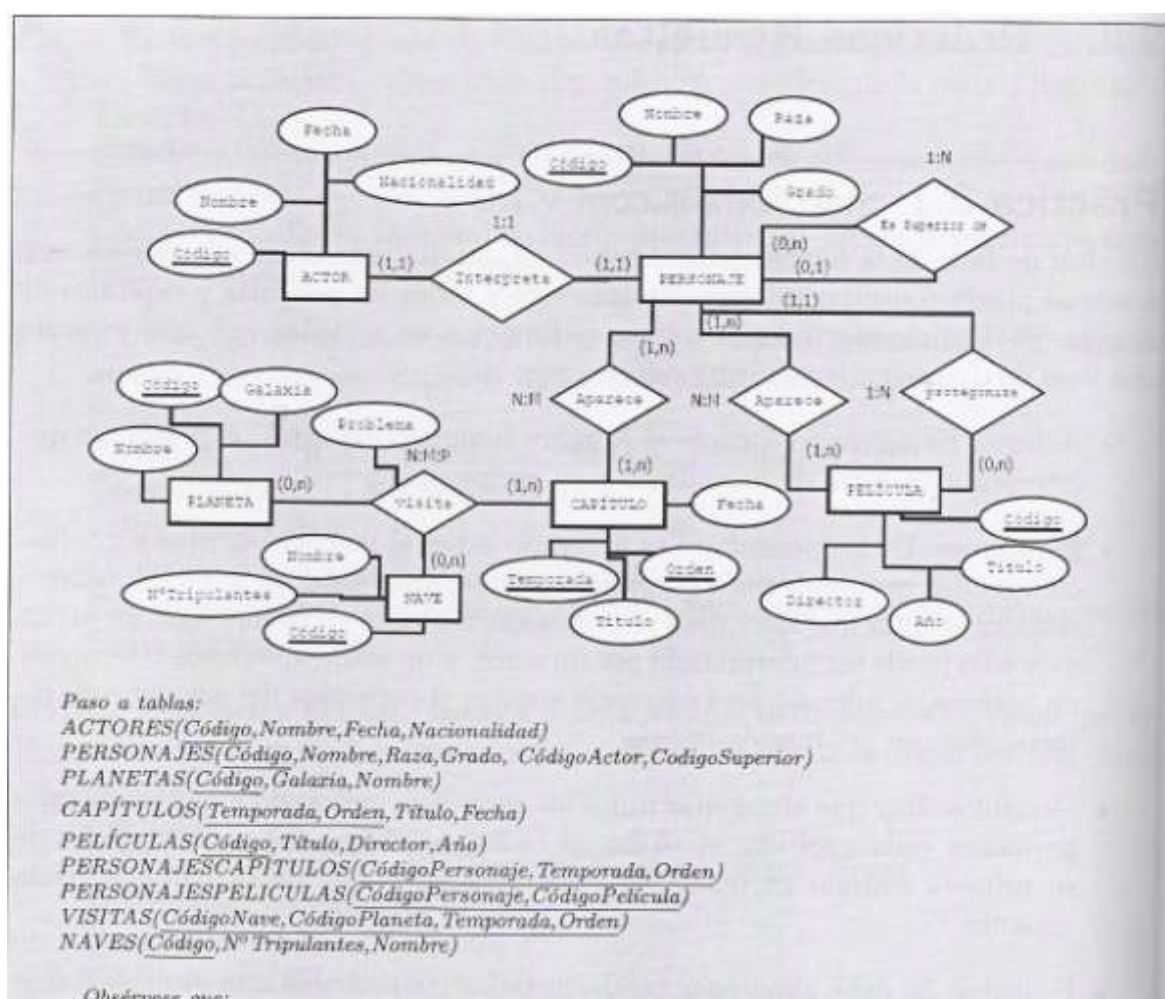 Fecha
Nombre
Raza
1:N
Código
Nacionalidad
Grado
Nombre
1:1
Es Superior de
Código
(0,n)
ACTOR
(1,1)
Interpreta
(1,1)
PERSONAJE
(0,1)
(1,1)
(1,n)
(1,n)
Código
Galaxia
N:M
Aparece
N:N
Aparece
1:N
protagoniza
Problema
Nombre
N:M:P
(0,n)
(1,n)
(1,n)
(1,n)
(0,n)
PLANETA
visita
CAPÍTULO
Fecha
PELÍCULA
Código
Nombre
(0,n)
Temporada
Orden
NºTripolantes
NAVE
Título
Director
Código
Título
Año
Paso a tablas:
ACTORES(Código,Nombre,Fecha,Nacionalidad)
PERSONAJES(Código,Nombre,Raza,Grado, CódigoActor,CodigoSuperior)
PLANETAS(Código,Galaxia,Nombre)
CAPÍTULOS(Temporada,Orden,Título,Fecha)
PELÍCULAS(Código,Título,Director,Año)
PERSONAJESCAPITULOS(CódigoPersonaje,Temporada,Orden)
PERSONAJESPELICULAS(CódigoPersonaje,CódigoPelícula)
VISITAS(CódigoNave,CódigoPlaneta,Temporada,Orden)
NAVES(Código,Nº Tripulantes,Nombre)
Obsérvese que: